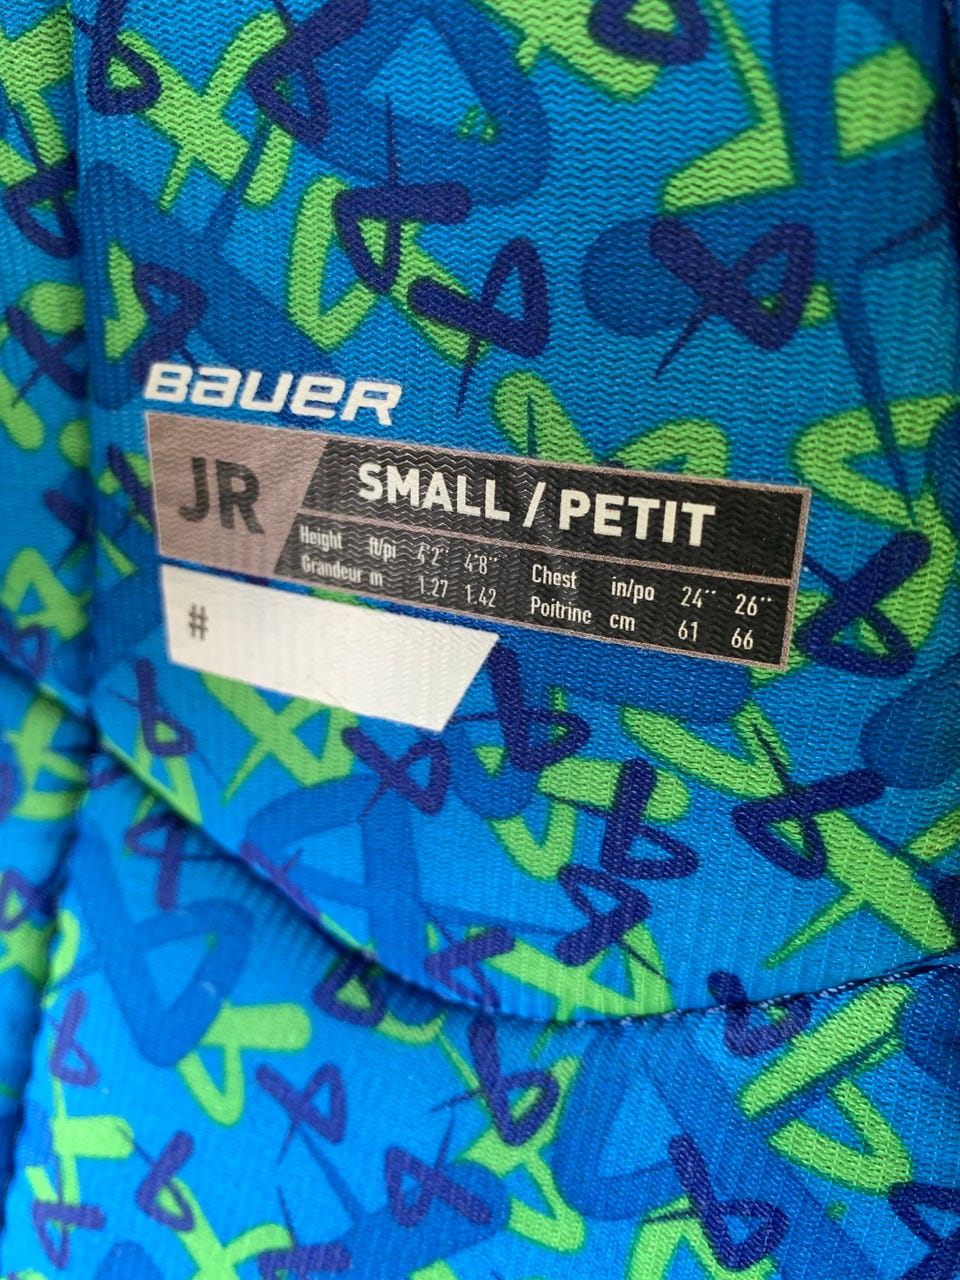 BAUER
JR
SMALL / PETIT
Height ft/pi 4'2'' 4'8'' Chest in/po 24'' 26''
Grandeur m 1.27 1.42 Poitrine cm 61 66
#